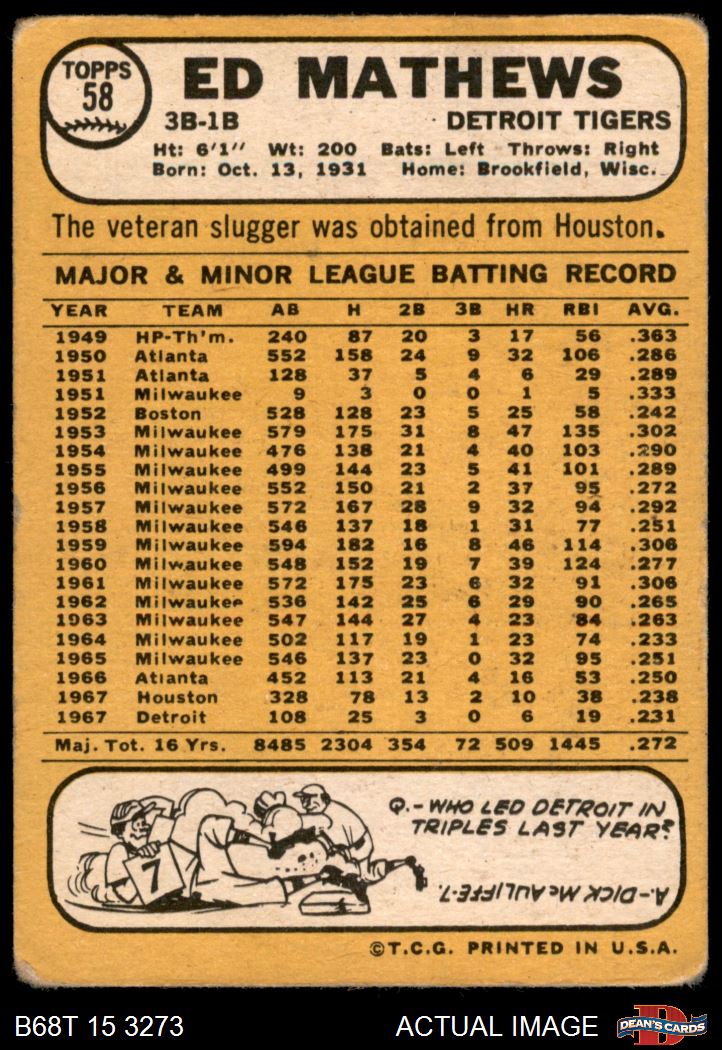 TOPPS
58
ED MATHEWS
3B-1B DETROIT TIGERS
Ht: 6'1" Wt: 200 Bats: Left Throws: Right
Born: Oct. 13, 1931 Home: Brookfield, Wisc.
The veteran slugger was obtained from Houston.
MAJOR & MINOR LEAGUE BATTING RECORD
YEAR TEAM AB H 2B 3B HR RBI AVG.
1949 HP-Th'm. 240 87 20 3 17 56 .363
1950 Atlanta 552 158 24 9 32 106 .286
1951 Atlanta 128 37 5 4 6 29 .289
1951 Milwaukee 9 3 0 0 1 5 .333
1952 Boston 528 128 23 5 25 58 .242
1953 Milwaukee 579 175 31 8 47 135 .302
1954 Milwaukee 476 138 21 4 40 103 .290
1955 Milwaukee 499 144 23 5 41 101 .289
1956 Milwaukee 552 150 21 2 37 95 .272
1957 Milwaukee 572 167 28 9 32 94 .292
1958 Milwaukee 546 137 18 1 31 77 .251
1959 Milwaukee 594 182 16 8 46 114 .306
1960 Milwaukee 548 152 19 7 39 124 .277
1961 Milwaukee 572 175 23 6 32 91 .306
1962 Milwaukee 536 142 25 6 29 90 .265
1963 Milwaukee 547 144 27 4 23 84 .263
1964 Milwaukee 502 117 19 1 23 74 .233
1965 Milwaukee 546 137 23 0 32 95 .251
1966 Atlanta 452 113 21 4 16 53 .250
1967 Houston 328 78 13 2 10 38 .238
1967 Detroit 108 25 3 0 6 19 .231
Maj. Tot. 16 Yrs. 8485 2304 354 72 509 1445 .272
7
Q.-WHO LED DETROIT IN
TRIPLES LAST YEAR?
A-DICK McAULIFFE-7.
©T.C.G. PRINTED IN U.S.A.
B68T 15 3273 ACTUAL IMAGE
DEAN'S CARDS